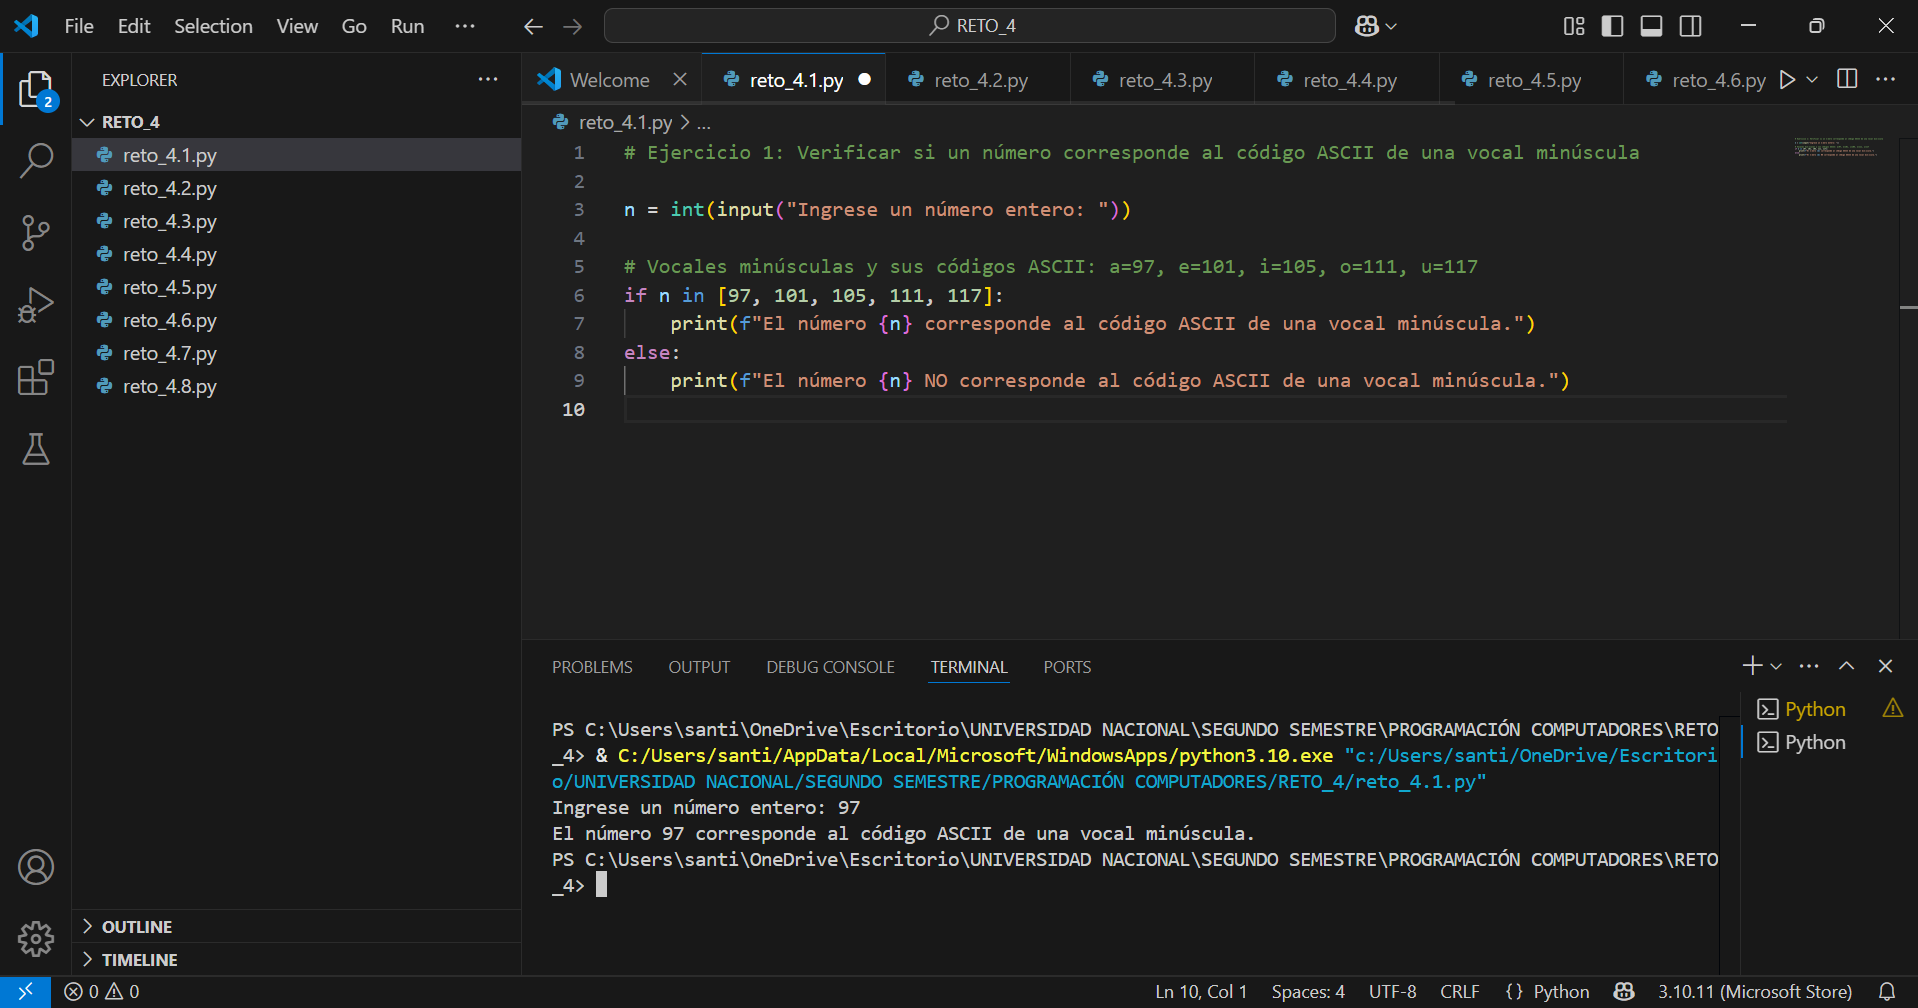 File Edit Selection View Go Run ... RETO_4
EXPLORER ...
RETO_4
reto_4.1.py
reto_4.2.py
reto_4.3.py
reto_4.4.py
reto_4.5.py
reto_4.6.py
reto_4.7.py
reto_4.8.py
OUTLINE
TIMELINE
2
Welcome reto_4.1.py reto_4.2.py reto_4.3.py reto_4.4.py reto_4.5.py reto_4.6.py
reto_4.1.py > ...
1 # Ejercicio 1: Verificar si un número corresponde al código ASCII de una vocal minúscula
2
3 n = int(input("Ingrese un número entero: "))
4
5 # Vocales minúsculas y sus códigos ASCII: a=97, e=101, i=105, o=111, u=117
6 if n in [97, 101, 105, 111, 117]:
7     print(f"El número {n} corresponde al código ASCII de una vocal minúscula.")
8 else:
9     print(f"El número {n} NO corresponde al código ASCII de una vocal minúscula.")
10
PROBLEMS OUTPUT DEBUG CONSOLE TERMINAL PORTS
PS C:\Users\santi\OneDrive\Escritorio\UNIVERSIDAD NACIONAL\SEGUNDO SEMESTRE\PROGRAMACIÓN COMPUTADORES\RETO
_4> & C:/Users/santi/AppData/Local/Microsoft/WindowsApps/python3.10.exe "c:/Users/santi/OneDrive/Escritori
o/UNIVERSIDAD NACIONAL/SEGUNDO SEMESTRE/PROGRAMACIÓN COMPUTADORES/RETO_4/reto_4.1.py"
Ingrese un número entero: 97
El número 97 corresponde al código ASCII de una vocal minúscula.
PS C:\Users\santi\OneDrive\Escritorio\UNIVERSIDAD NACIONAL\SEGUNDO SEMESTRE\PROGRAMACIÓN COMPUTADORES\RETO
_4>
Python
Python
0 0 Ln 10, Col 1 Spaces: 4 UTF-8 CRLF {} Python 3.10.11 (Microsoft Store)